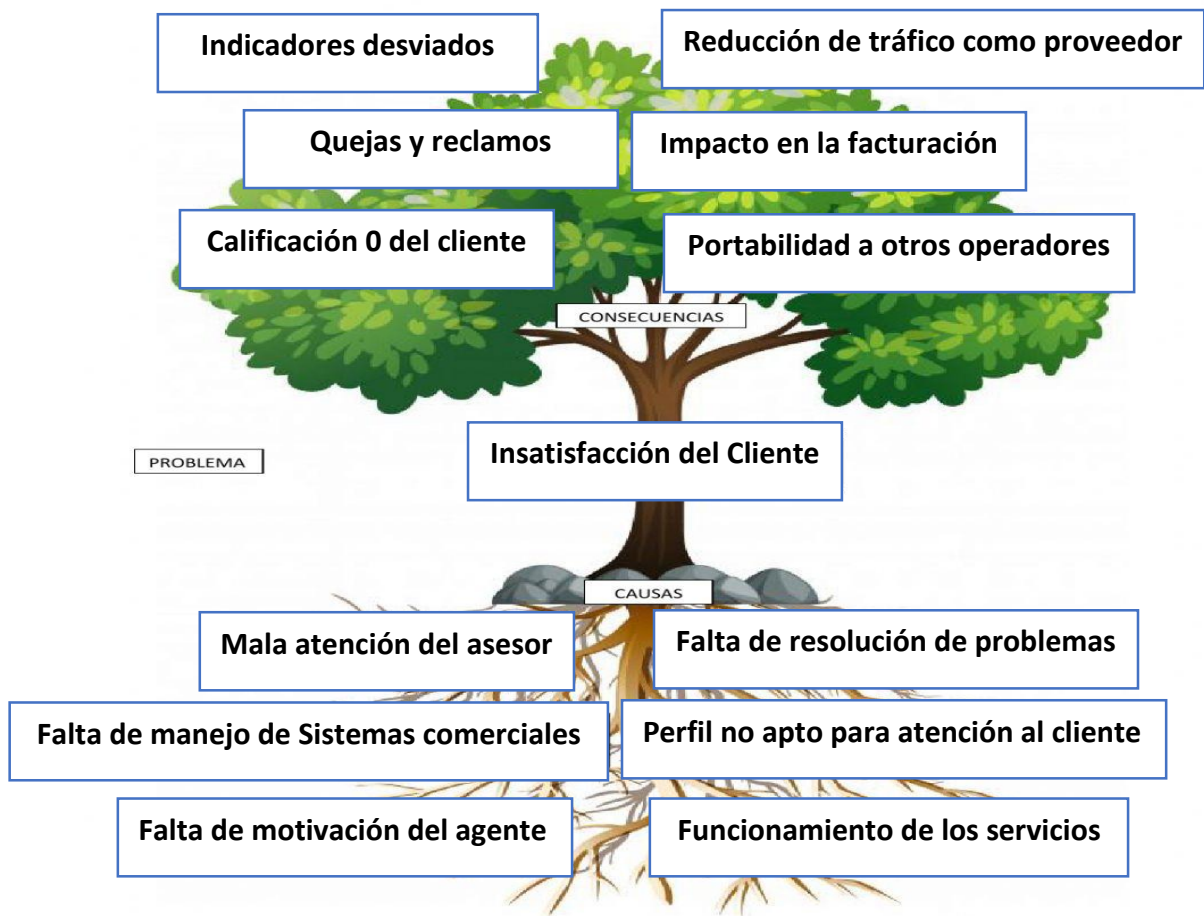 Indicadores desviados
Reducción de tráfico como proveedor
Quejas y reclamos
Impacto en la facturación
Calificación 0 del cliente
Portabilidad a otros operadores
CONSECUENCIAS
Insatisfacción del Cliente
PROBLEMA
CAUSAS
Mala atención del asesor
Falta de resolución de problemas
Falta de manejo de Sistemas comerciales
Perfil no apto para atención al cliente
Falta de motivación del agente
Funcionamiento de los servicios